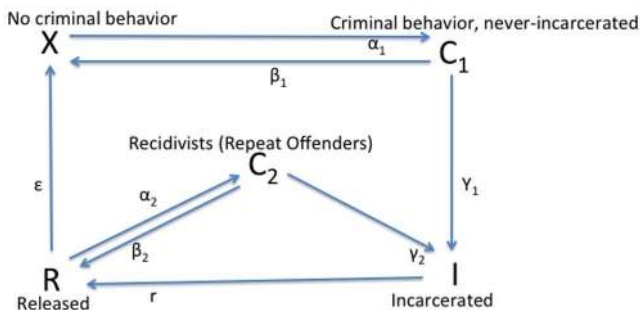 No criminal behavior
Criminal behavior, never-incarcerated
X
α₁
C₁
β₁
Recidivists (Repeat Offenders)
C₂
ε
α₂
γ₁
β₂
γ₂
R
I
Released
r
Incarcerated